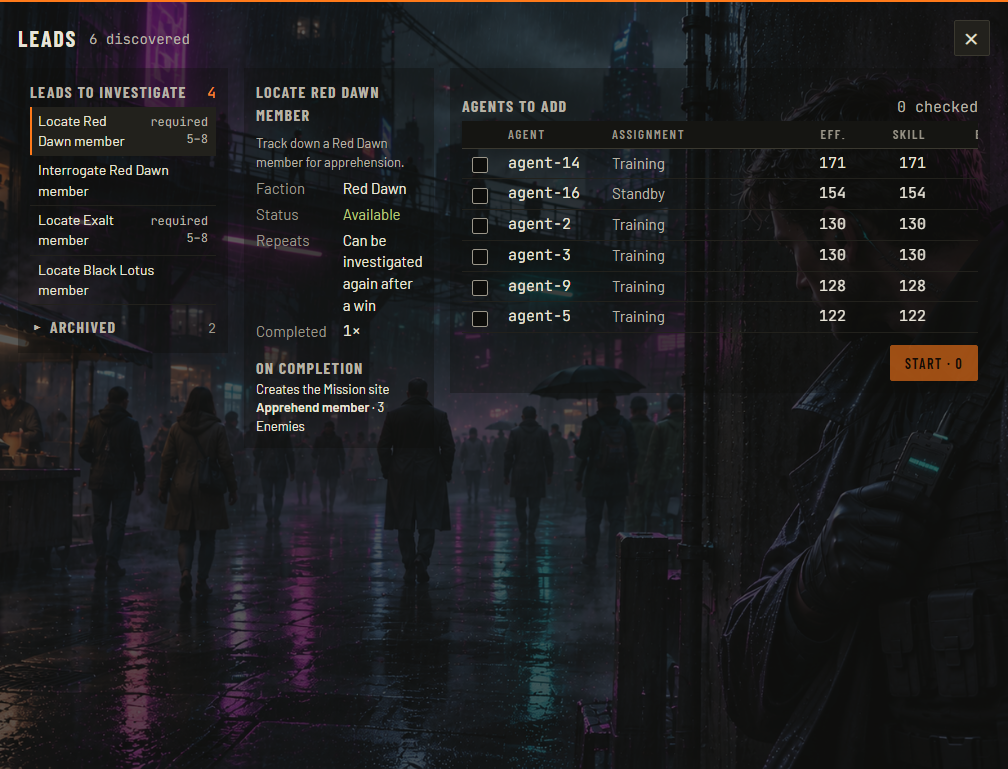 LEADS 6 discovered
✕
LEADS TO INVESTIGATE 4
Locate Red required
Dawn member 5–8
Interrogate Red Dawn
member
Locate Exalt required
member 5–8
Locate Black Lotus
member
▸ ARCHIVED 2
LOCATE RED DAWN
MEMBER
Track down a Red Dawn
member for apprehension.
Faction Red Dawn
Status Available
Repeats Can be
investigated
again after
a win
Completed 1×
ON COMPLETION
Creates the Mission site
Apprehend member · 3
Enemies
AGENTS TO ADD 0 checked
AGENT ASSIGNMENT EFF. SKILL
agent-14 Training 171 171
agent-16 Standby 154 154
agent-2 Training 130 130
agent-3 Training 130 130
agent-9 Training 128 128
agent-5 Training 122 122
START · 0